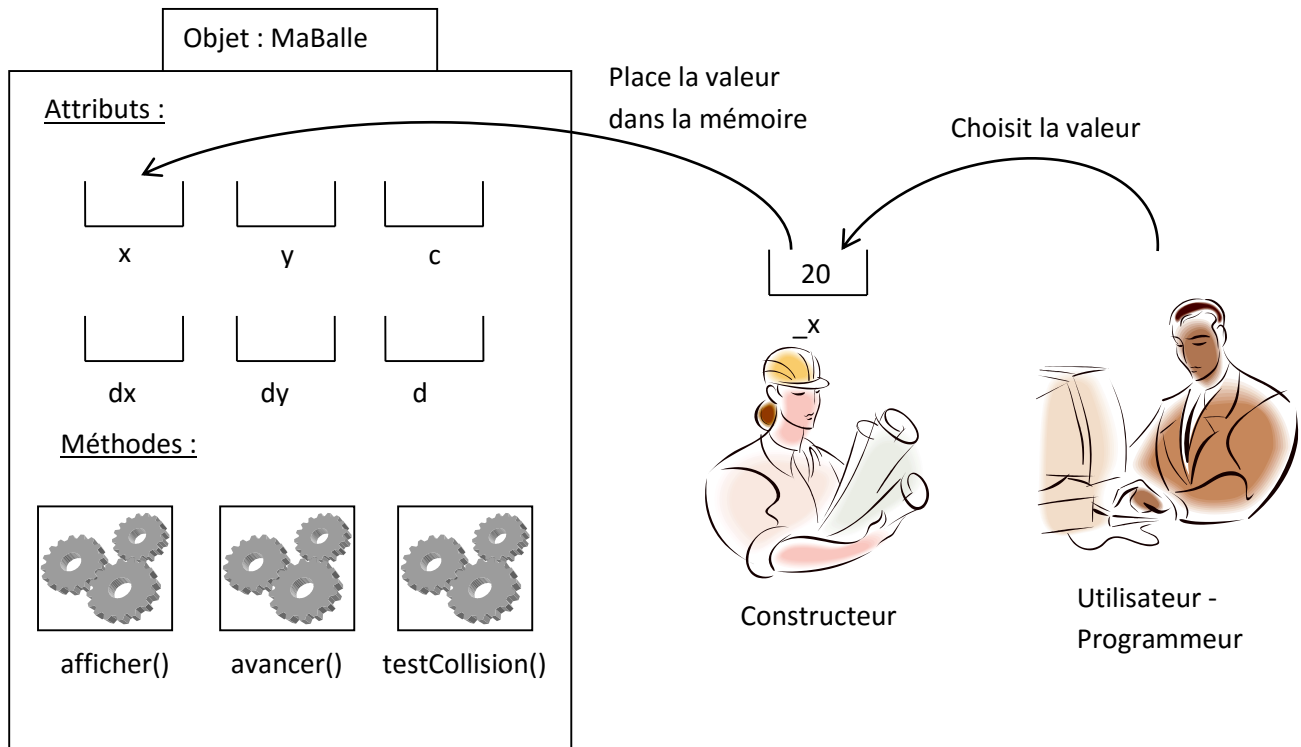 Objet : MaBalle
Attributs :
x
y
c
dx
dy
d
Méthodes :
afficher()
avancer()
testCollision()
Place la valeur
dans la mémoire
Choisit la valeur
20
_x
Constructeur
Utilisateur -
Programmeur